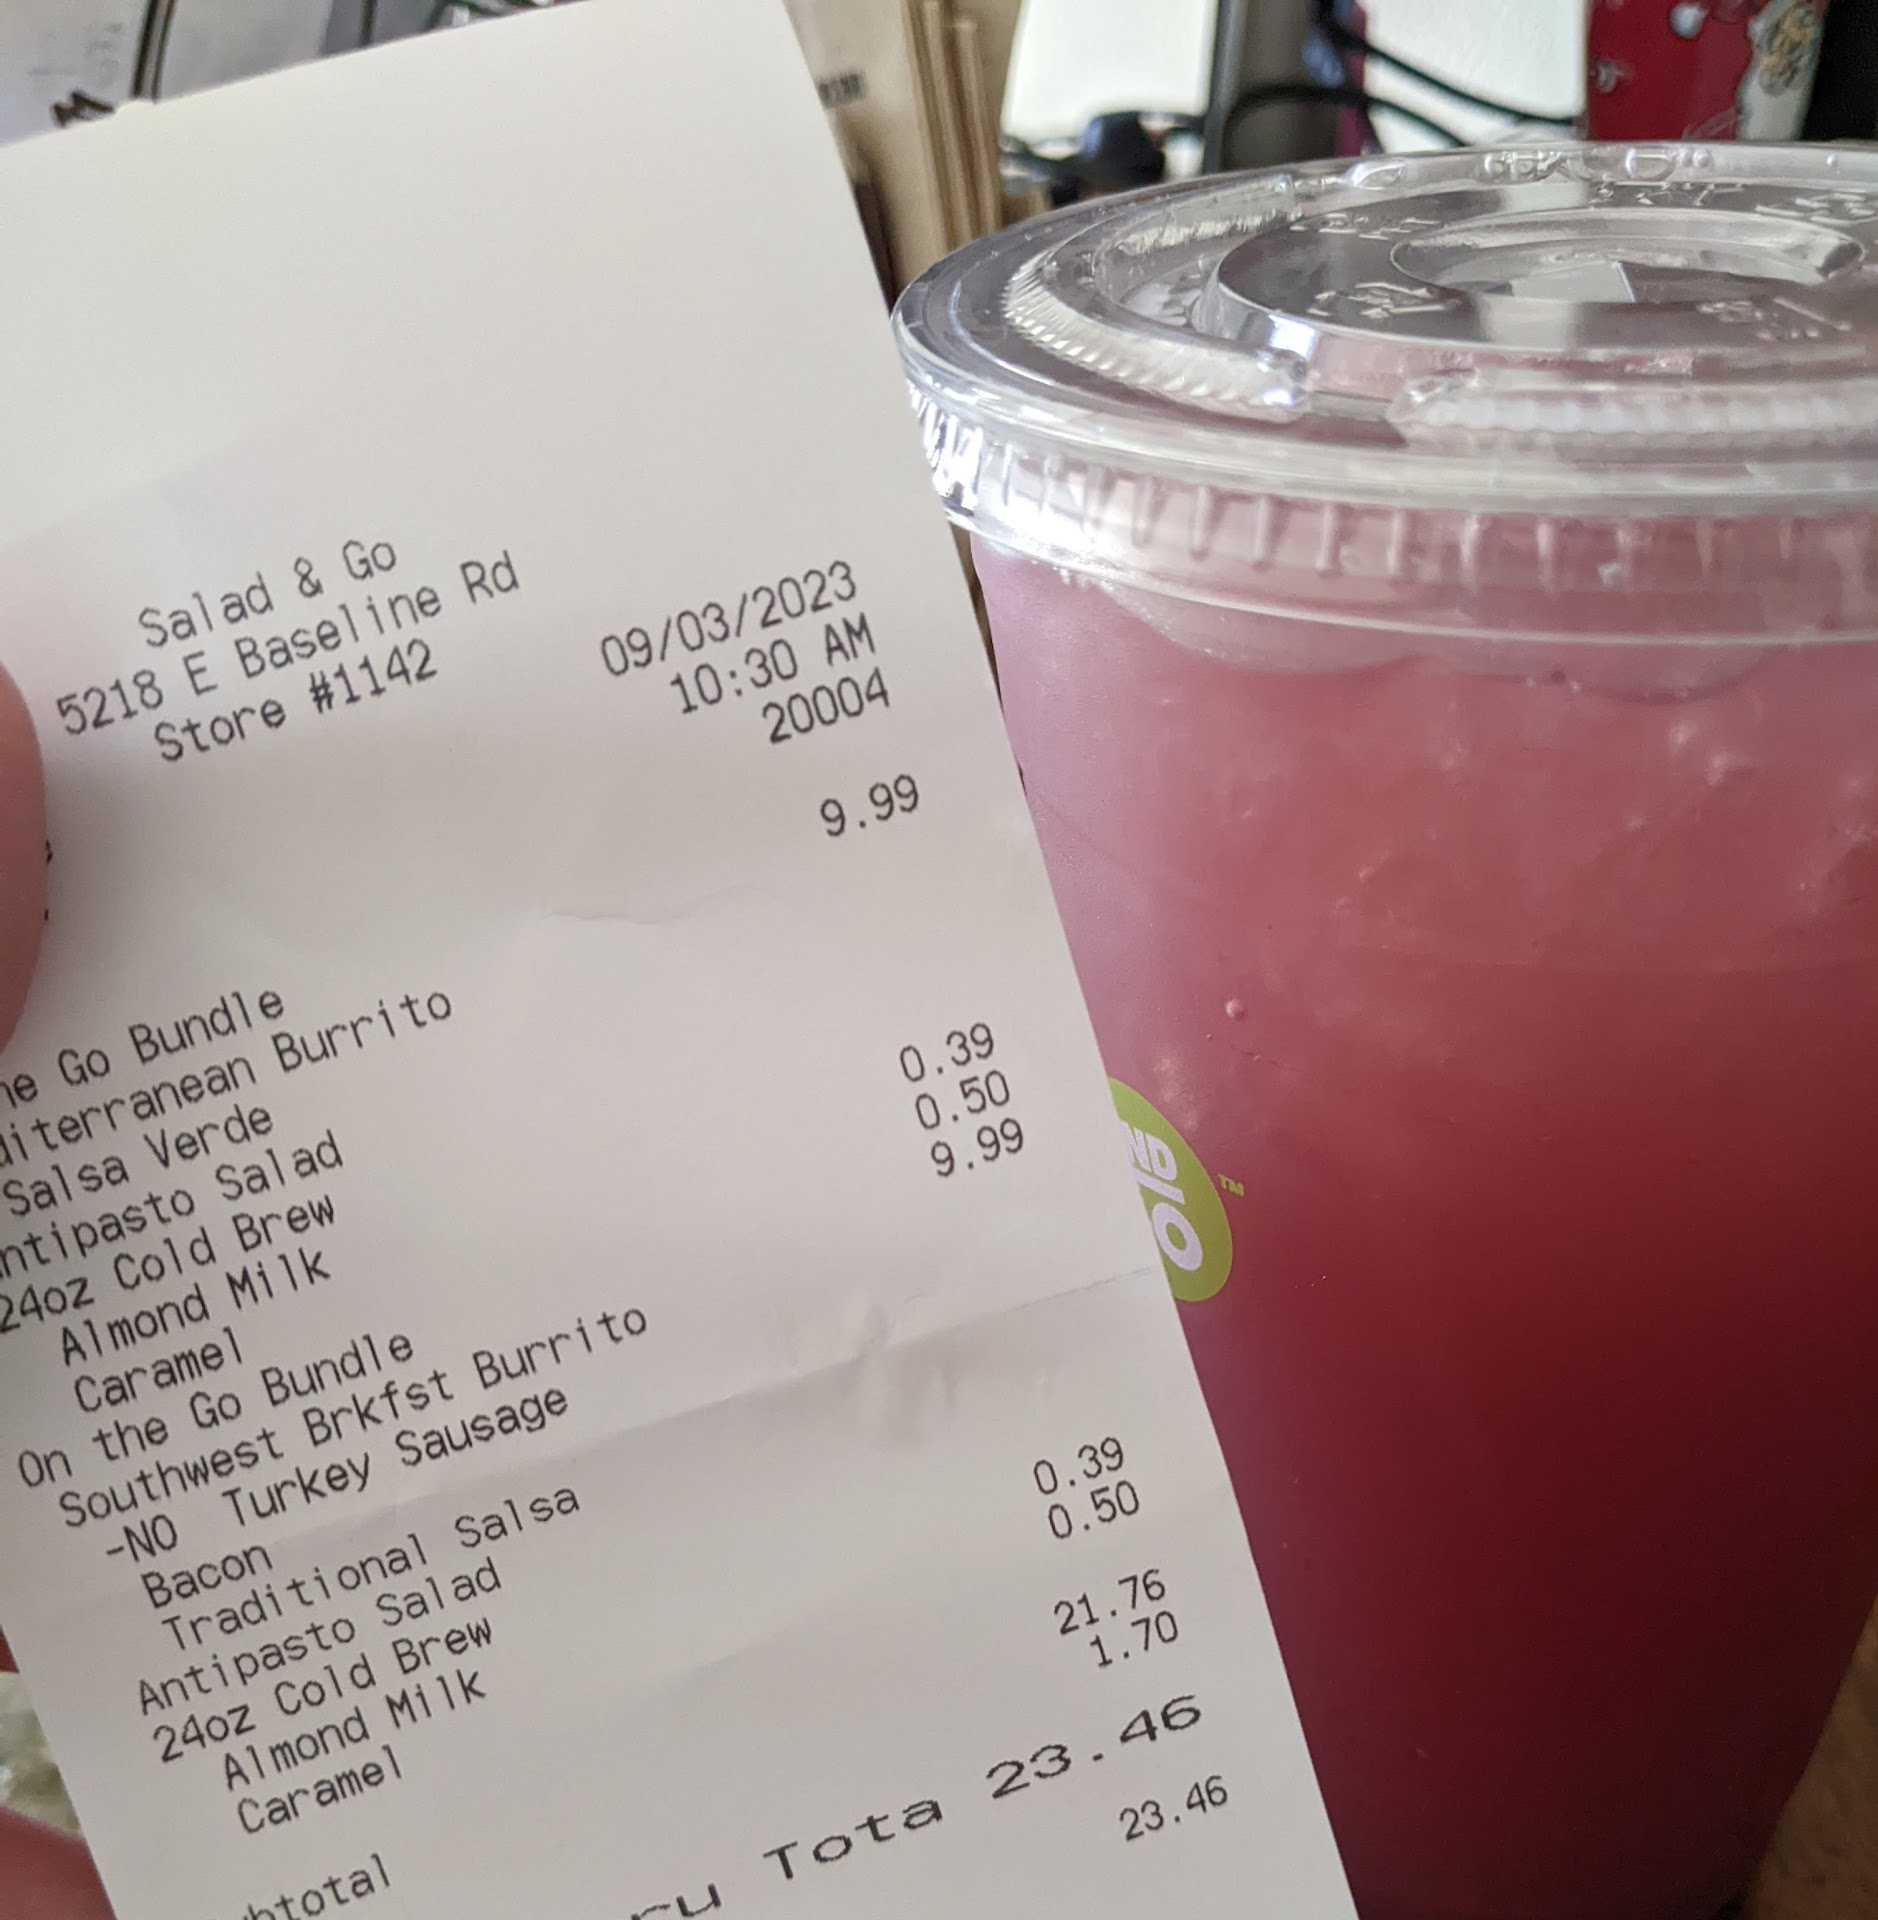 Salad & Go
5218 E Baseline Rd
Store #1142
09/03/2023
10:30 AM
20004
Go Bundle 9.99
Burrito
Salsa Verde
Salad
24oz Cold Brew
Almond Milk 0.39
Caramel 0.50
On the Go Bundle 9.99
Southwest Brkfst Burrito
-NO Turkey Sausage
Bacon
Traditional Salsa
Antipasto Salad
24oz Cold Brew
Almond Milk 0.39
Caramel 0.50
21.76
1.70
Tota 23.46
23.46
ND
GO
TM